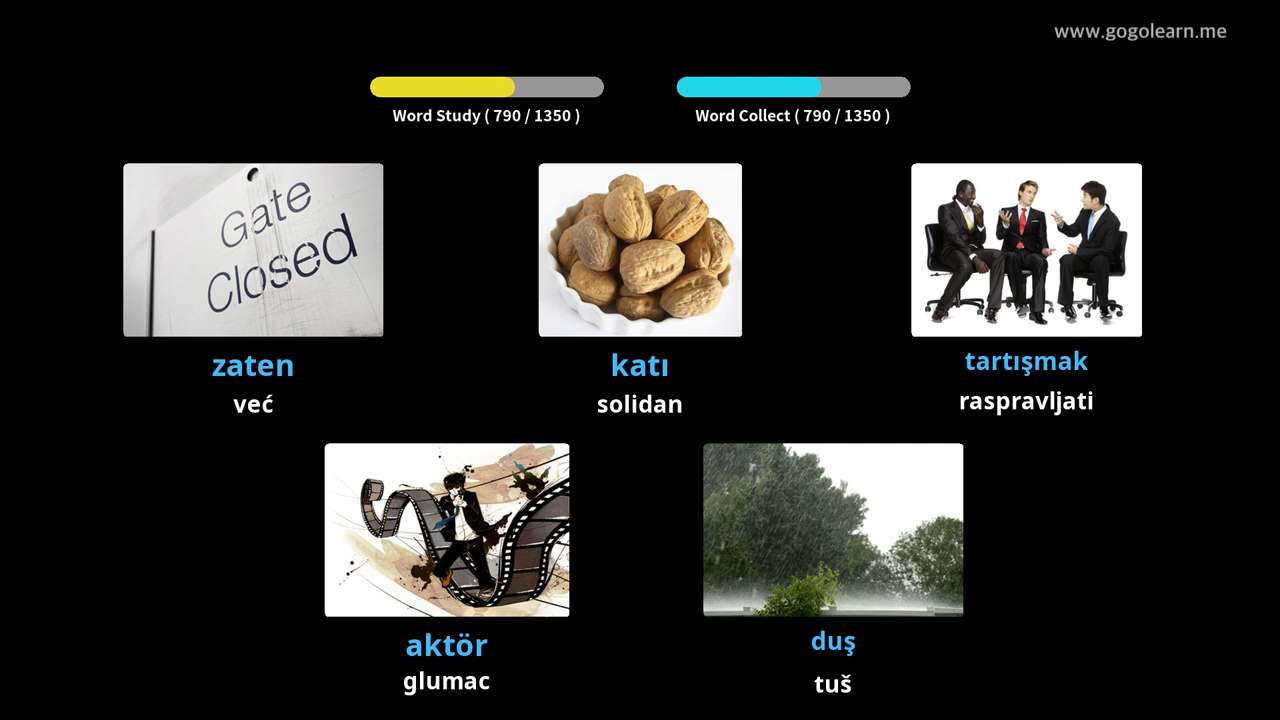 www.gogolearn.me
Word Study ( 790 / 1350 )
Word Collect ( 790 / 1350 )
Gate
Closed
zaten
već
katı
solidan
tartışmak
raspravljati
aktör
glumac
duş
tuš